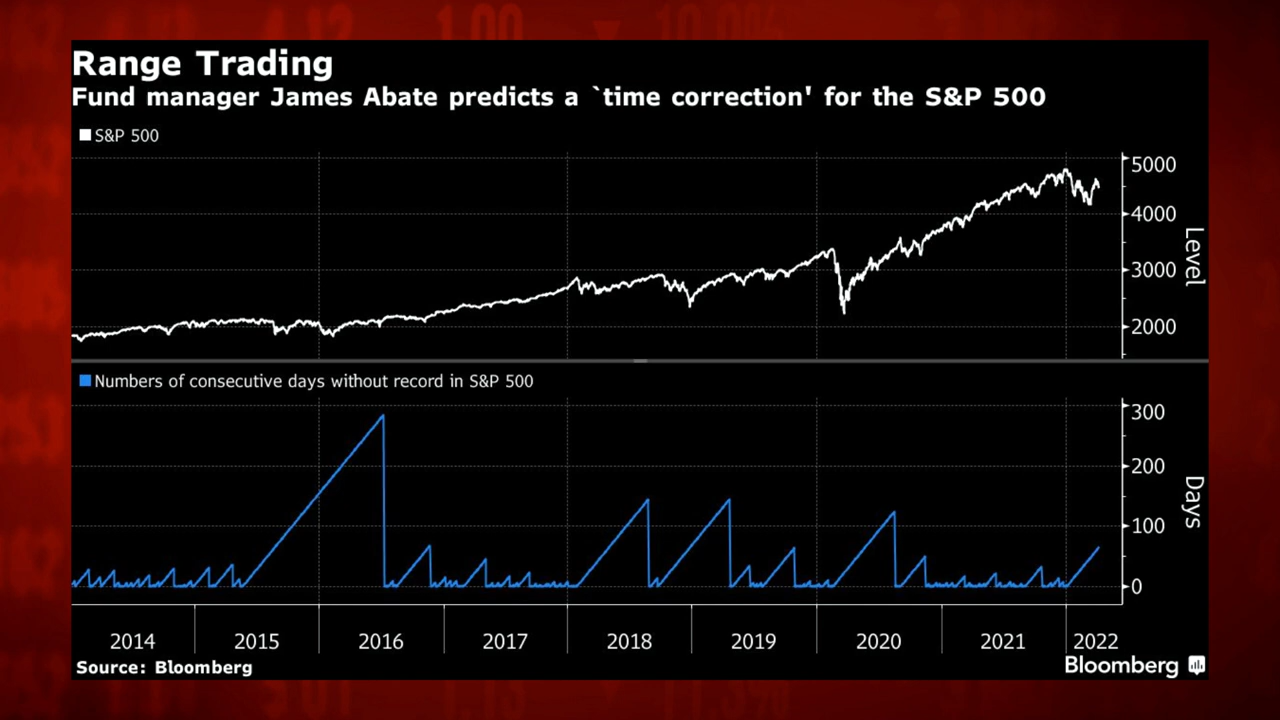 Range Trading
Fund manager James Abate predicts a `time correction' for the S&P 500
S&P 500
5000
4000
3000
2000
Level
Numbers of consecutive days without record in S&P 500
300
200
100
0
Days
2014 2015 2016 2017 2018 2019 2020 2021 2022
Source: Bloomberg
Bloomberg